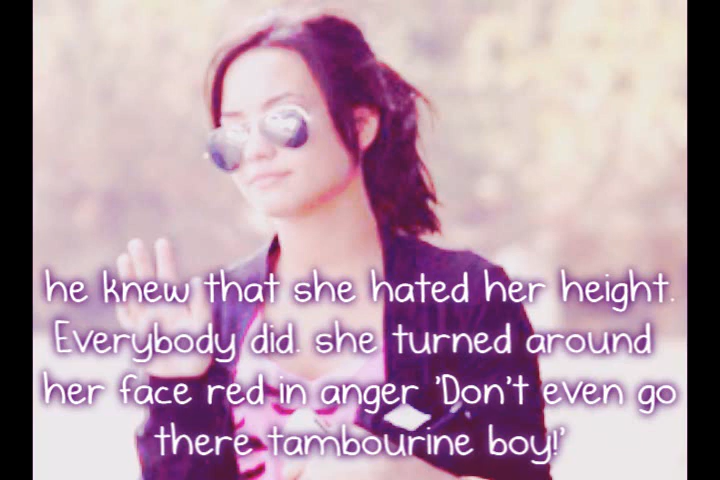 he knew that she hated her height.
Everybody did. she turned around
her face red in anger 'Don't even go
there tambourine boy!'